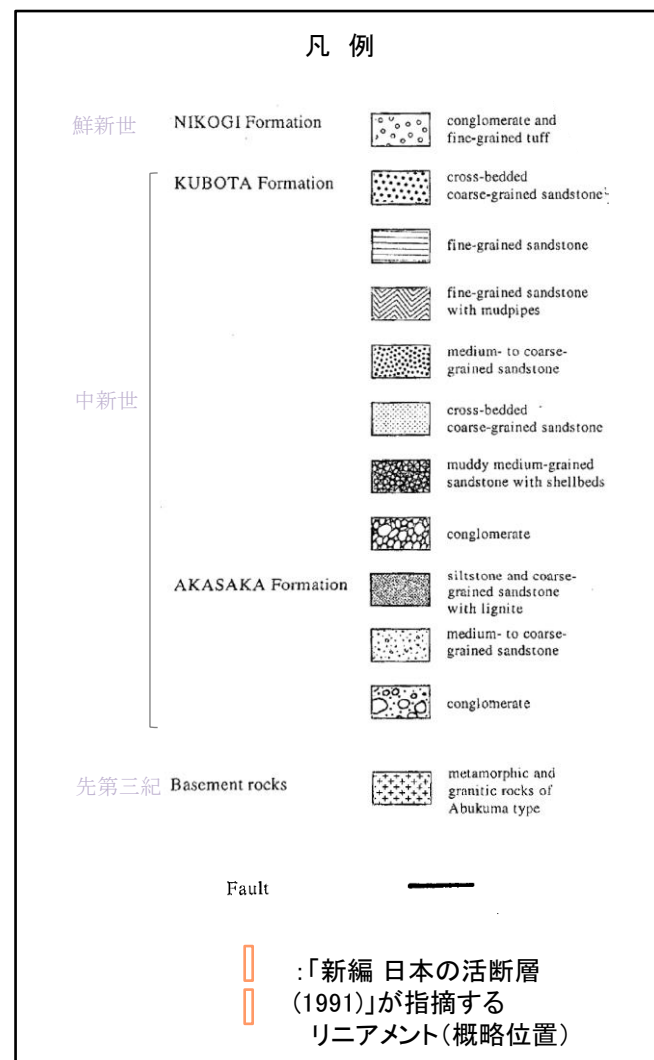 凡 例
鮮新世 NIKOGI Formation conglomerate and
fine-grained tuff
KUBOTA Formation cross-bedded
coarse-grained sandstone
fine-grained sandstone
fine-grained sandstone
with mudpipes
medium- to coarse-
grained sandstone
中新世 cross-bedded
coarse-grained sandstone
muddy medium-grained
sandstone with shellbeds
conglomerate
AKASAKA Formation siltstone and coarse-
grained sandstone
with lignite
medium- to coarse-
grained sandstone
conglomerate
先第三紀 Basement rocks metamorphic and
granitic rocks of
Abukuma type
Fault
:「新編 日本の活断層
(1991)」が指摘する
リニアメント(概略位置)